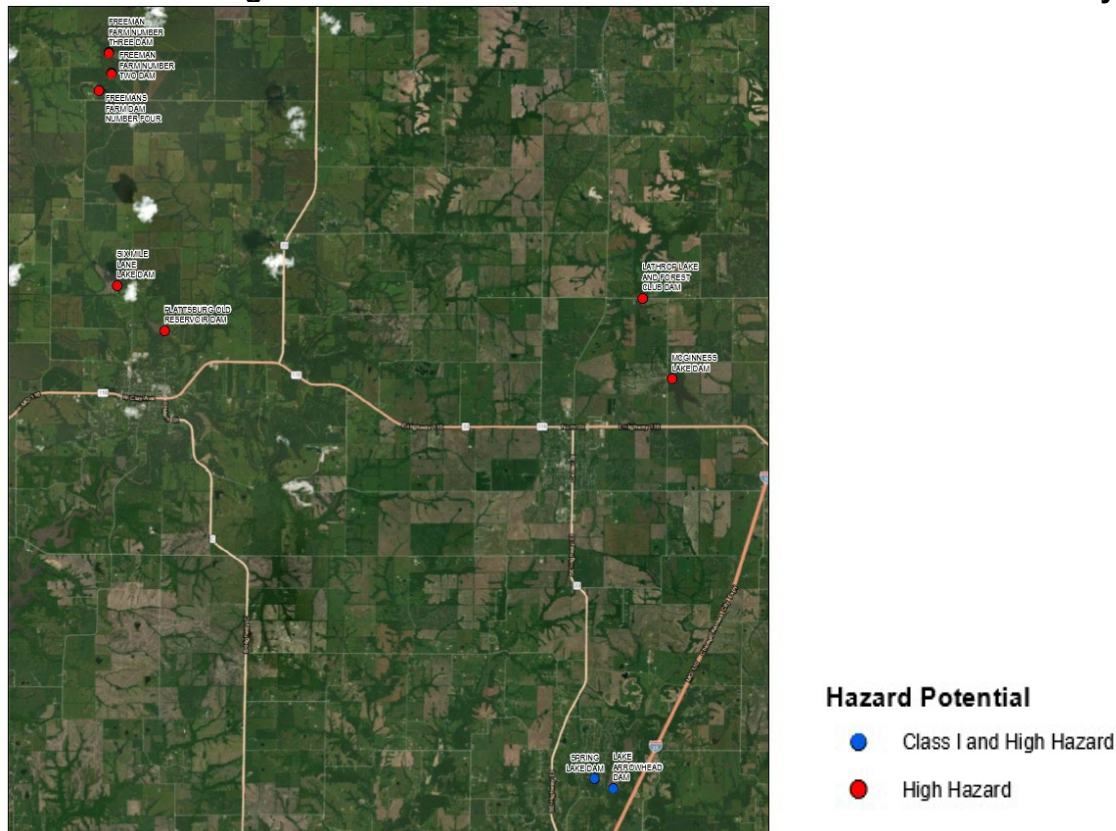 FREEMAN
FARM NUMBER
THREE DAM
FREEMAN
FARM NUMBER
TWO DAM
FREEMANS
FARM DAM
NUMBER FOUR
SIX MILE
LANE
LAKE DAM
PLATTSBURG OLD
RESERVOIR DAM
LATHROP LAKE
AND FOREST
CLUB DAM
MCGINNESS
LAKE DAM
SPRING
LAKE DAM
LAKE
ARROWHEAD
DAM
Hazard Potential
Class I and High Hazard
High Hazard